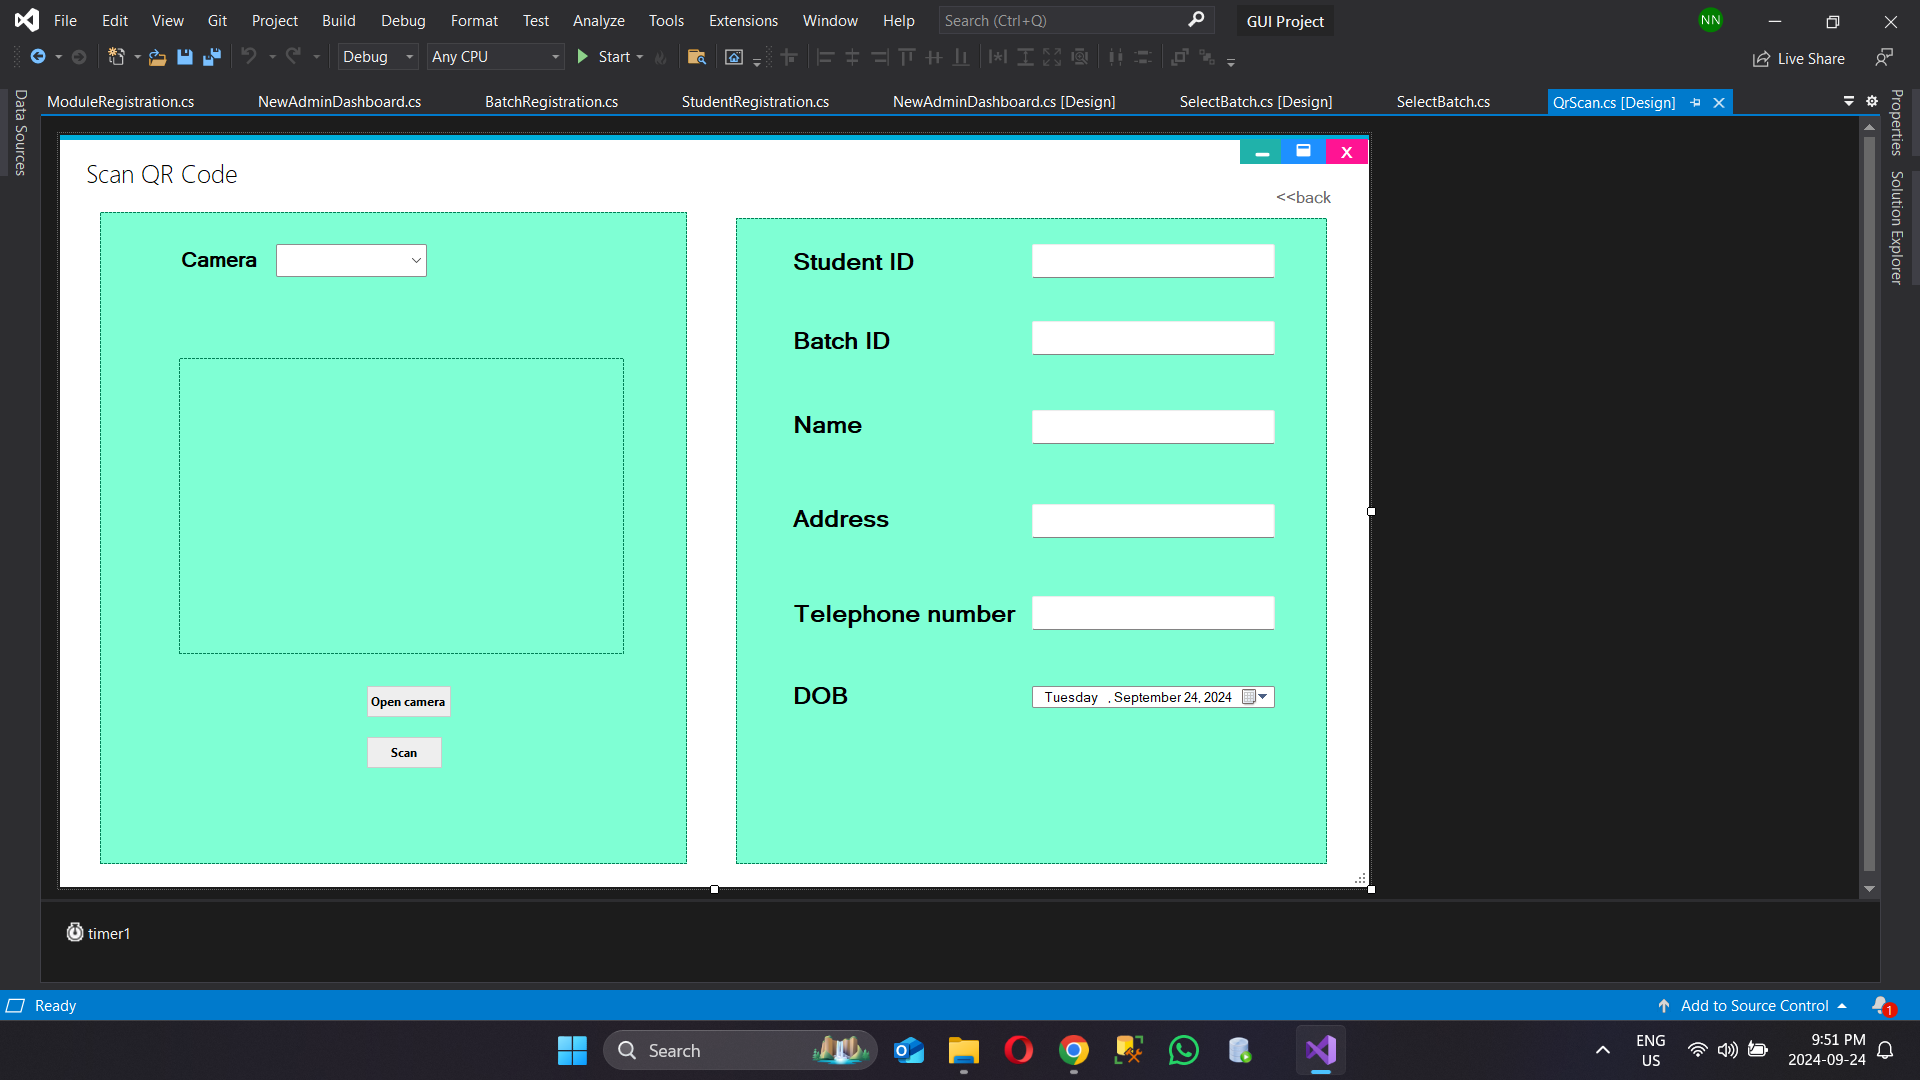 File Edit View Git Project Build Debug Format Test Analyze Tools Extensions Window Help Search (Ctrl+Q) GUI Project NN
Debug Any CPU Start Live Share
ModuleRegistration.cs NewAdminDashboard.cs BatchRegistration.cs StudentRegistration.cs NewAdminDashboard.cs [Design] SelectBatch.cs [Design] SelectBatch.cs QrScan.cs [Design]
Data Sources
Properties
Solution Explorer
X
Scan QR Code
<<back
Camera
Open camera
Scan
Student ID
Batch ID
Name
Address
Telephone number
DOB Tuesday , September 24, 2024
timer1
Ready Add to Source Control 1
Search
ENG
US
9:51 PM
2024-09-24